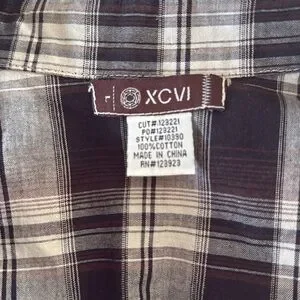 L XCVI
CUT#:123221
PO#123221
STYLE#10390
100%COTTON
MADE IN CHINA
RN#123923